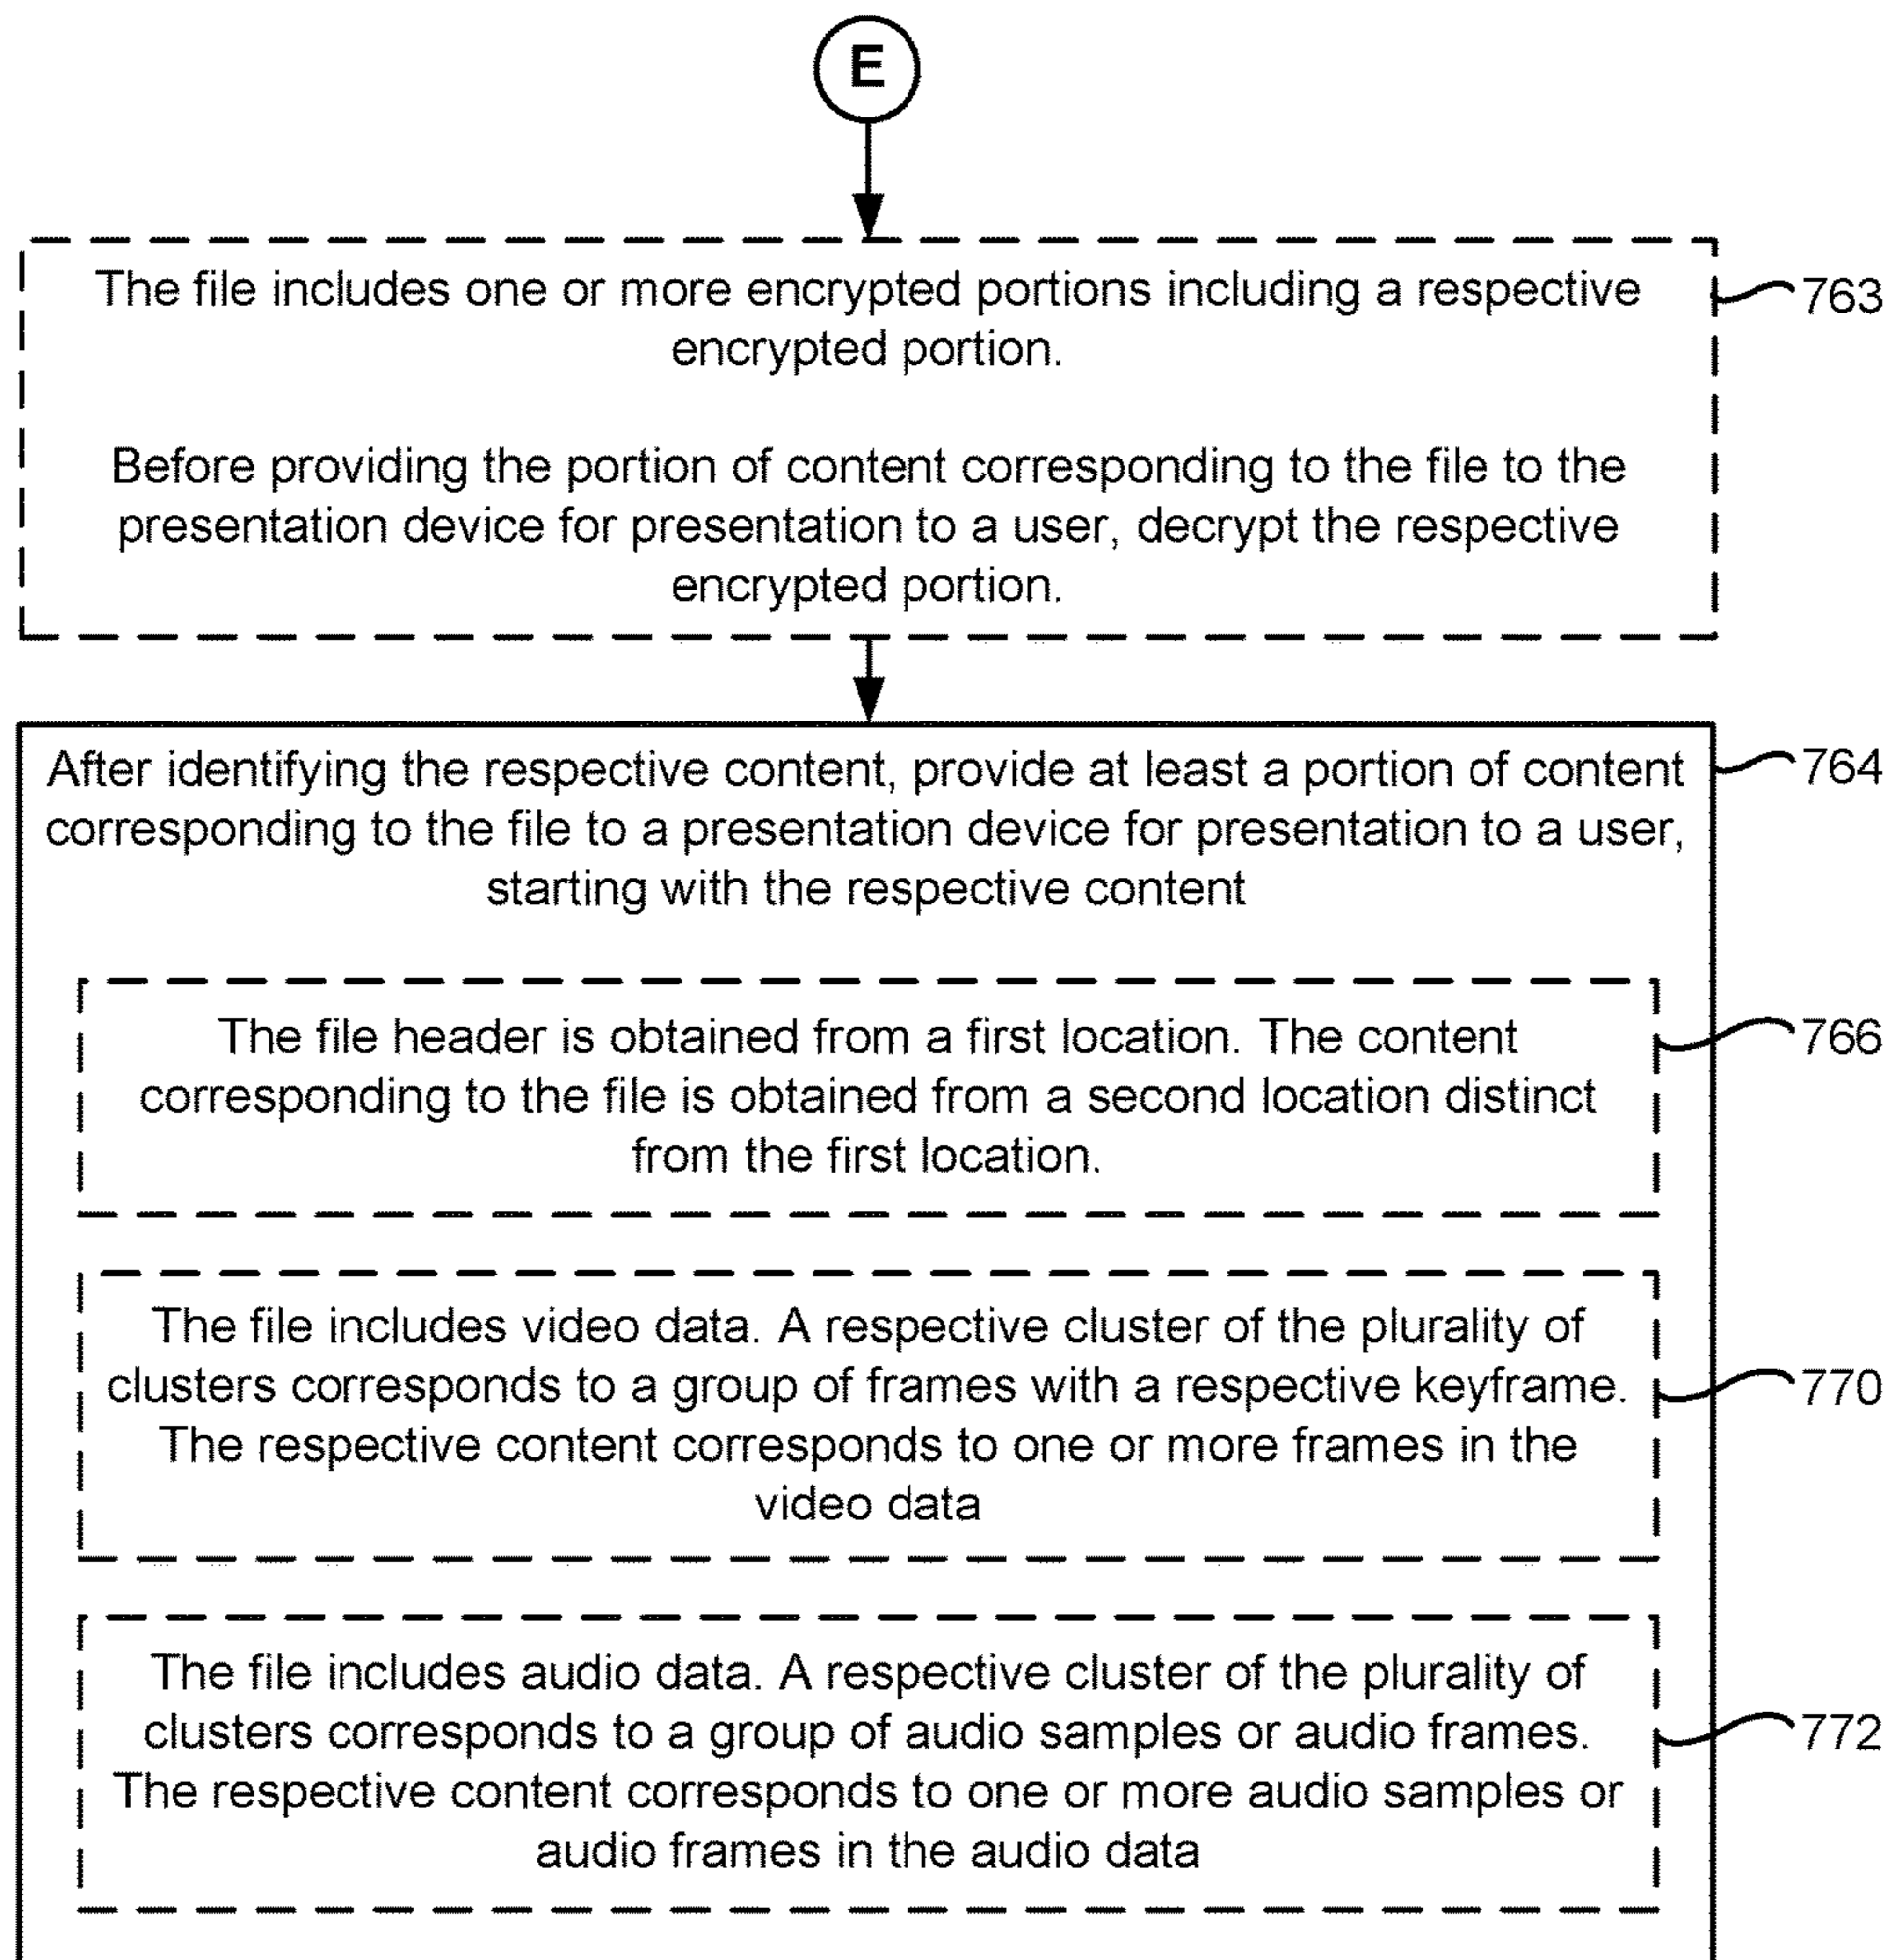 E
The file includes one or more encrypted portions including a respective
encrypted portion.
763
Before providing the portion of content corresponding to the file to the
presentation device for presentation to a user, decrypt the respective
encrypted portion.
After identifying the respective content, provide at least a portion of content
764
corresponding to the file to a presentation device for presentation to a user,
starting with the respective content
The file header is obtained from a first location. The content
766
corresponding to the file is obtained from a second location distinct
from the first location.
The file includes video data. A respective cluster of the plurality of
clusters corresponds to a group of frames with a respective keyframe.
770
The respective content corresponds to one or more frames in the
video data
The file includes audio data. A respective cluster of the plurality of
clusters corresponds to a group of audio samples or audio frames.
772
The respective content corresponds to one or more audio samples or
audio frames in the audio data